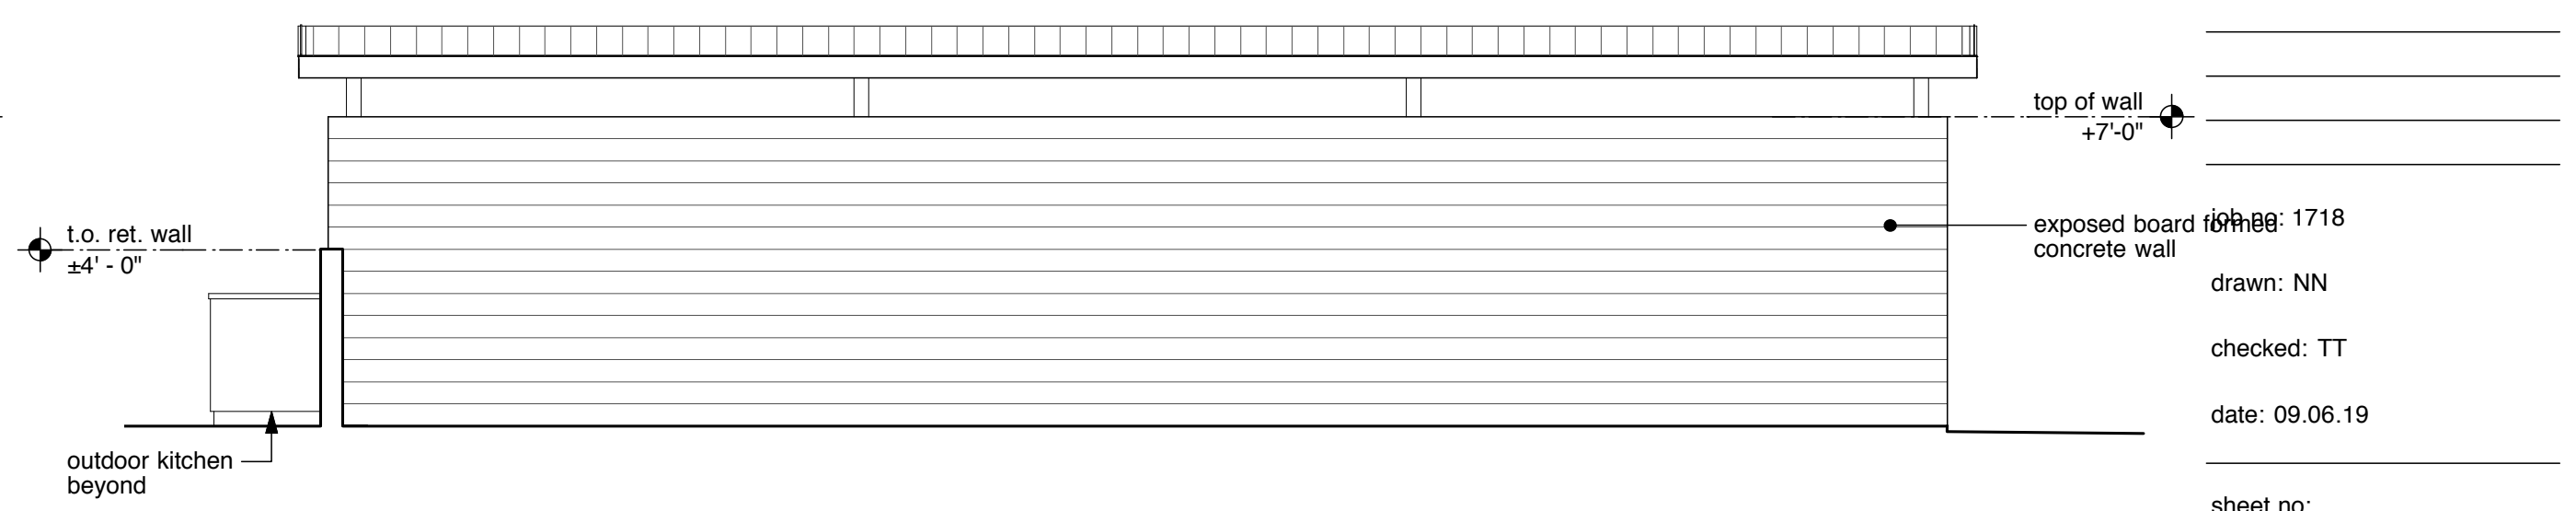 top of wall
+7'-0"
t.o. ret. wall
±4' - 0"
exposed board formed
concrete wall
outdoor kitchen
beyond
job no: 1718
drawn: NN
checked: TT
date: 09.06.19
sheet no: